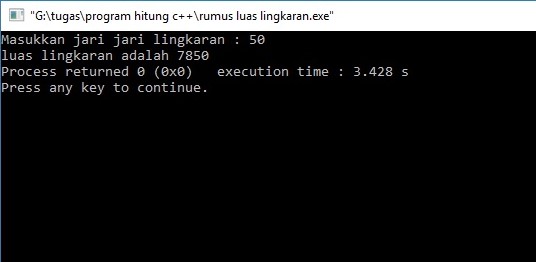 "G:\tugas\program hitung c++\rumus luas lingkaran.exe"
Masukkan jari jari lingkaran : 50
luas lingkaran adalah 7850
Process returned 0 (0x0)   execution time : 3.428 s
Press any key to continue.